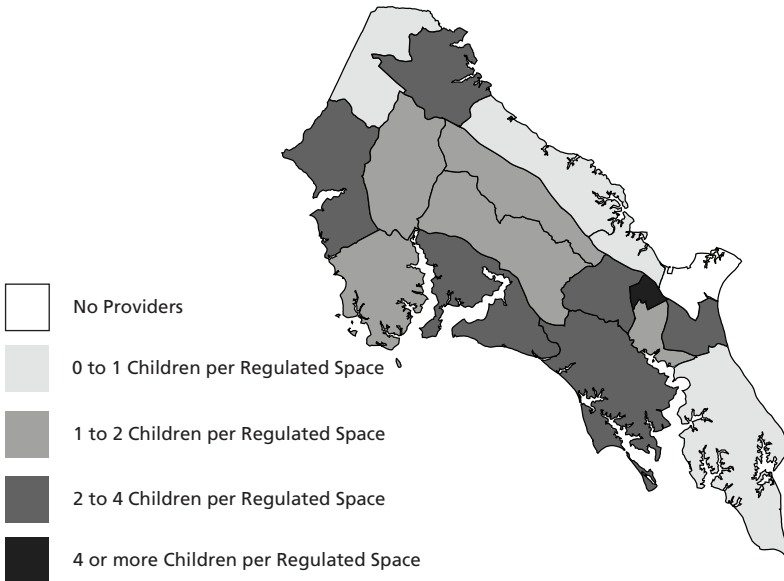 No Providers
0 to 1 Children per Regulated Space
1 to 2 Children per Regulated Space
2 to 4 Children per Regulated Space
4 or more Children per Regulated Space